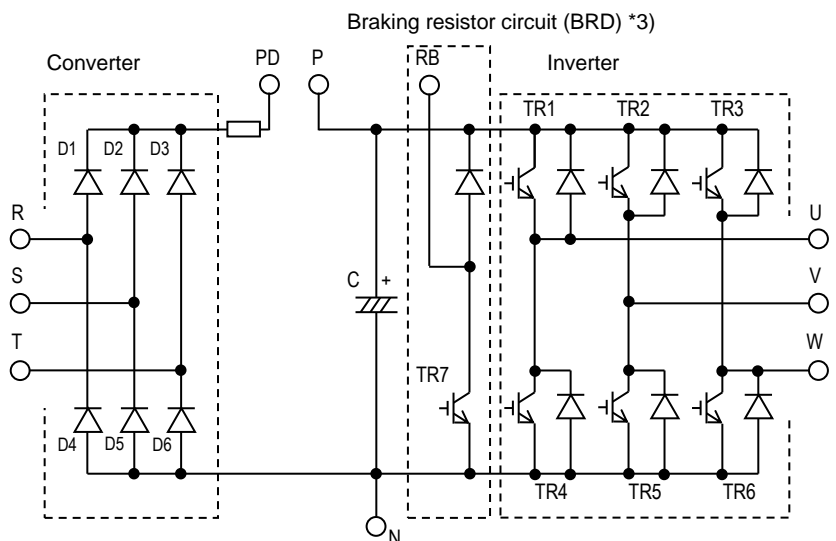 Braking resistor circuit (BRD) *3)
Converter PD P RB Inverter
TR1 TR2 TR3
D1 D2 D3
R U
S C + V
T W
TR7
D4 D5 D6
TR4 TR5 TR6
N